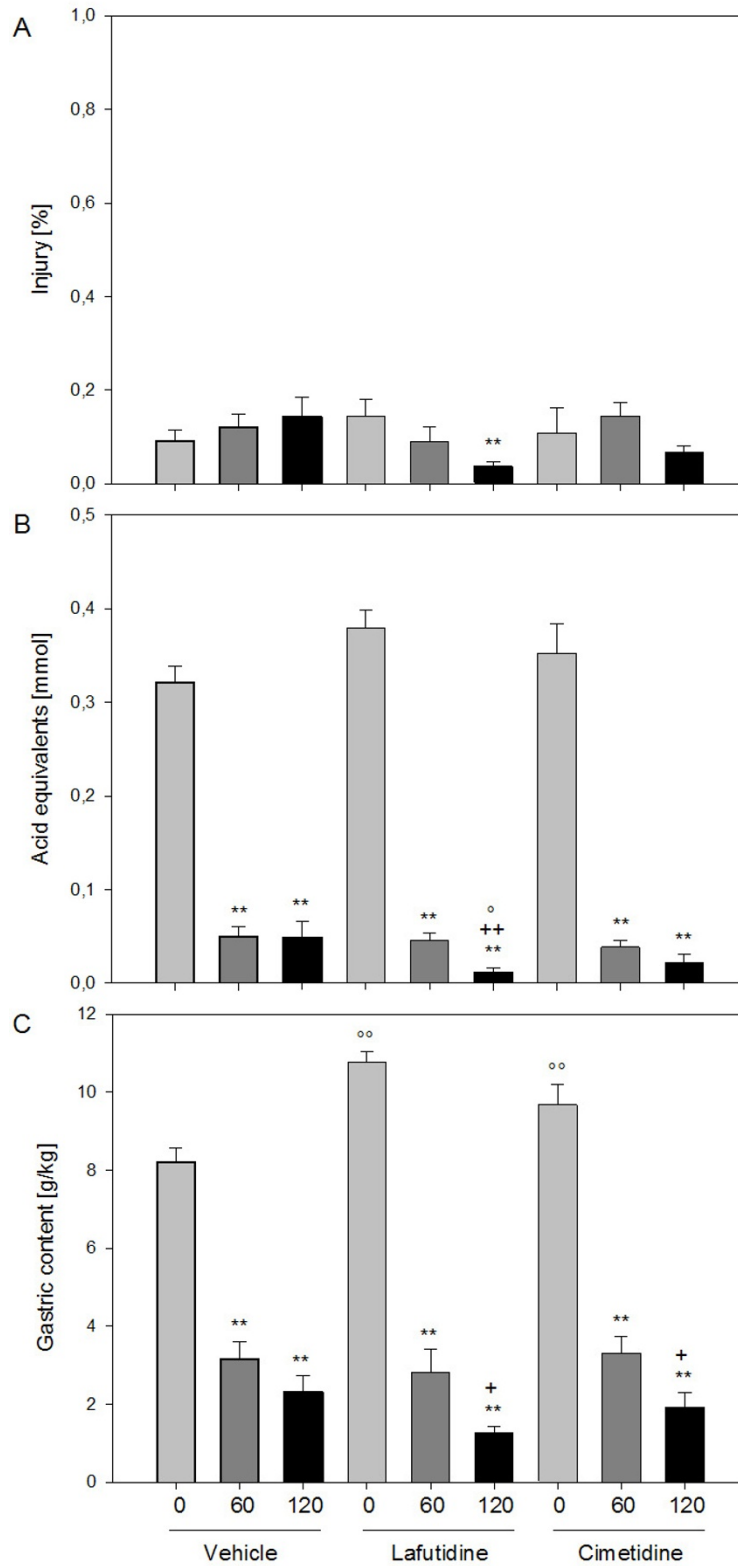 A
1,0
0,8
0,6
0,4
0,2
0,0
Injury [%]
**
B
0,5
0,4
0,3
0,2
0,1
0,0
Acid equivalents [mmol]
** ** ** ° ** **
++
**
C
12
10
8
6
4
2
0
Gastric content [g/kg]
°° °°
** ** ** + ** +
** **
0 60 120 0 60 120 0 60 120
Vehicle Lafutidine Cimetidine